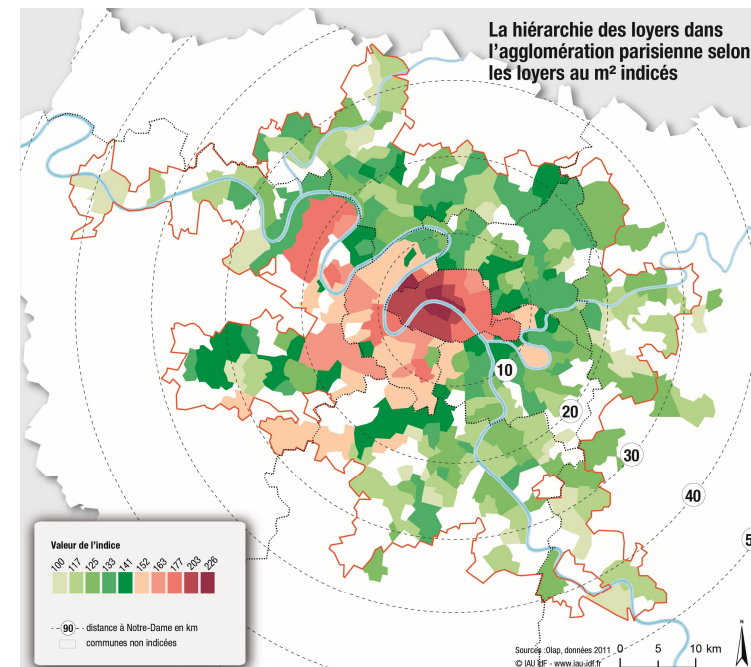 La hiérarchie des loyers dans
l'agglomération parisienne selon
les loyers au m² indicés
10
20
30
40
5
Valeur de l'indice
100 117 125 133 141 152 163 177 203 226
90 distance à Notre-Dame en km
communes non indicées
Sources :Olap, données 2011
© IAU îdF - www.iau-idf.fr
0 5 10 km
N